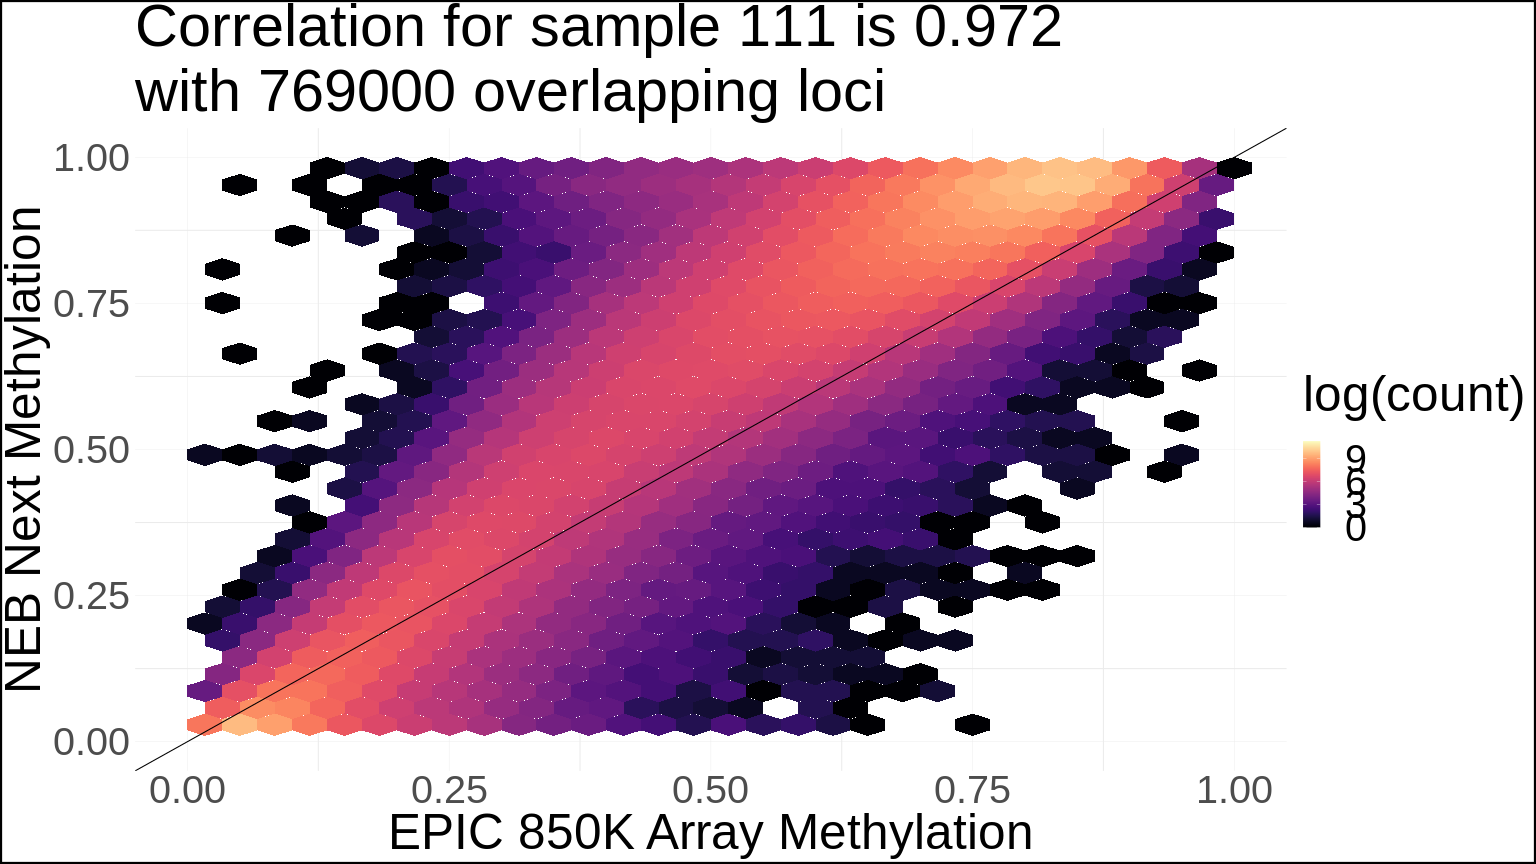 Correlation for sample 111 is 0.972
with 769000 overlapping loci
NEB Next Methylation
1.00
0.75
0.50
0.25
0.00
0.00 0.25 0.50 0.75 1.00
EPIC 850K Array Methylation
log(count)
9
6
3
0